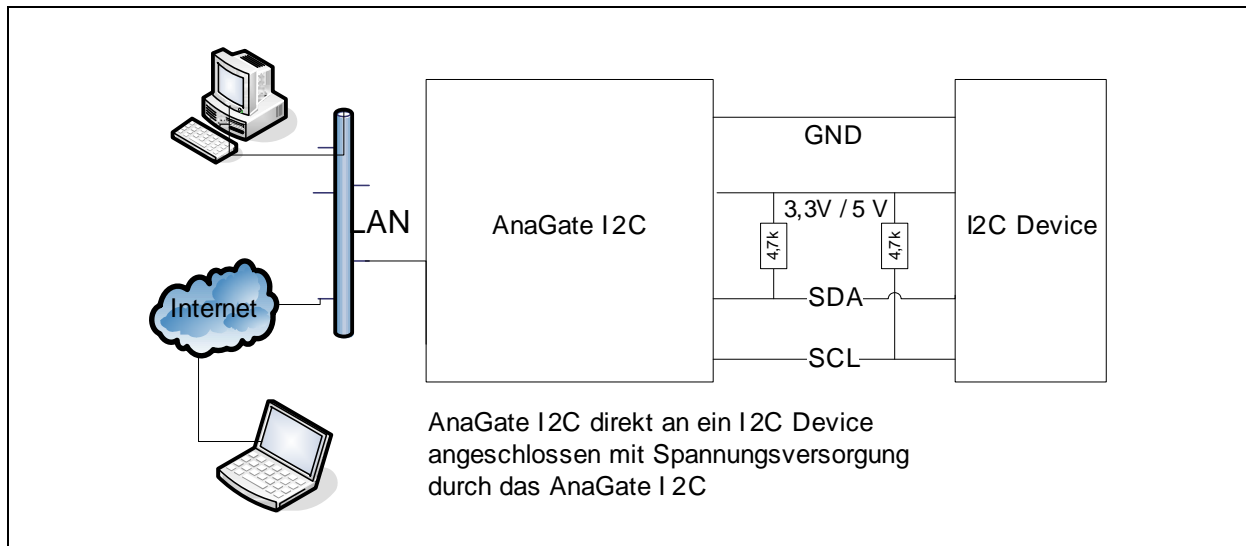 LAN
Internet
AnaGate I2C
GND
3,3V / 5 V
4,7k
4,7k
SDA
SCL
I2C Device
AnaGate I2C direkt an ein I2C Device
angeschlossen mit Spannungsversorgung
durch das AnaGate I2C